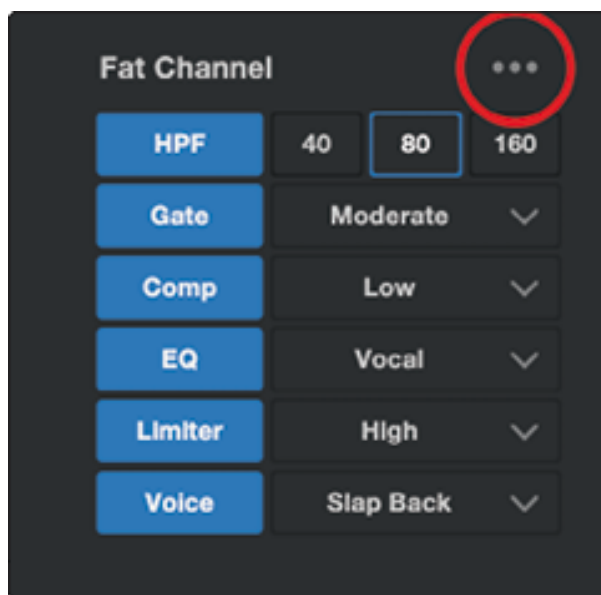 Fat Channel
HPF 40 80 160
Gate Moderate
Comp Low
EQ Vocal
Limiter High
Voice Slap Back